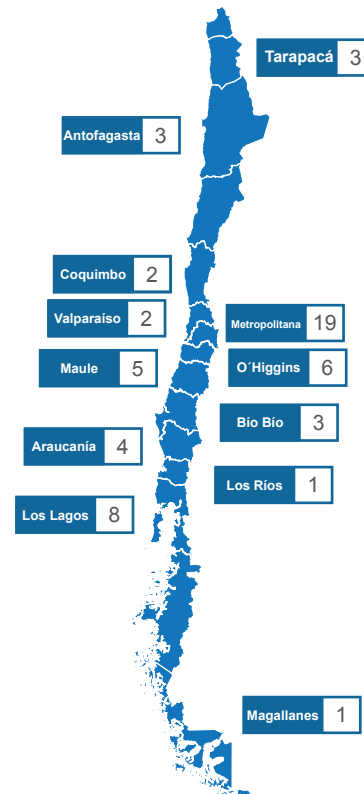 Tarapacá 3
Antofagasta 3
Coquimbo 2
Valparaíso 2
Metropolitana 19
Maule 5
O´Higgins 6
Bío Bío 3
Araucanía 4
Los Ríos 1
Los Lagos 8
Magallanes 1